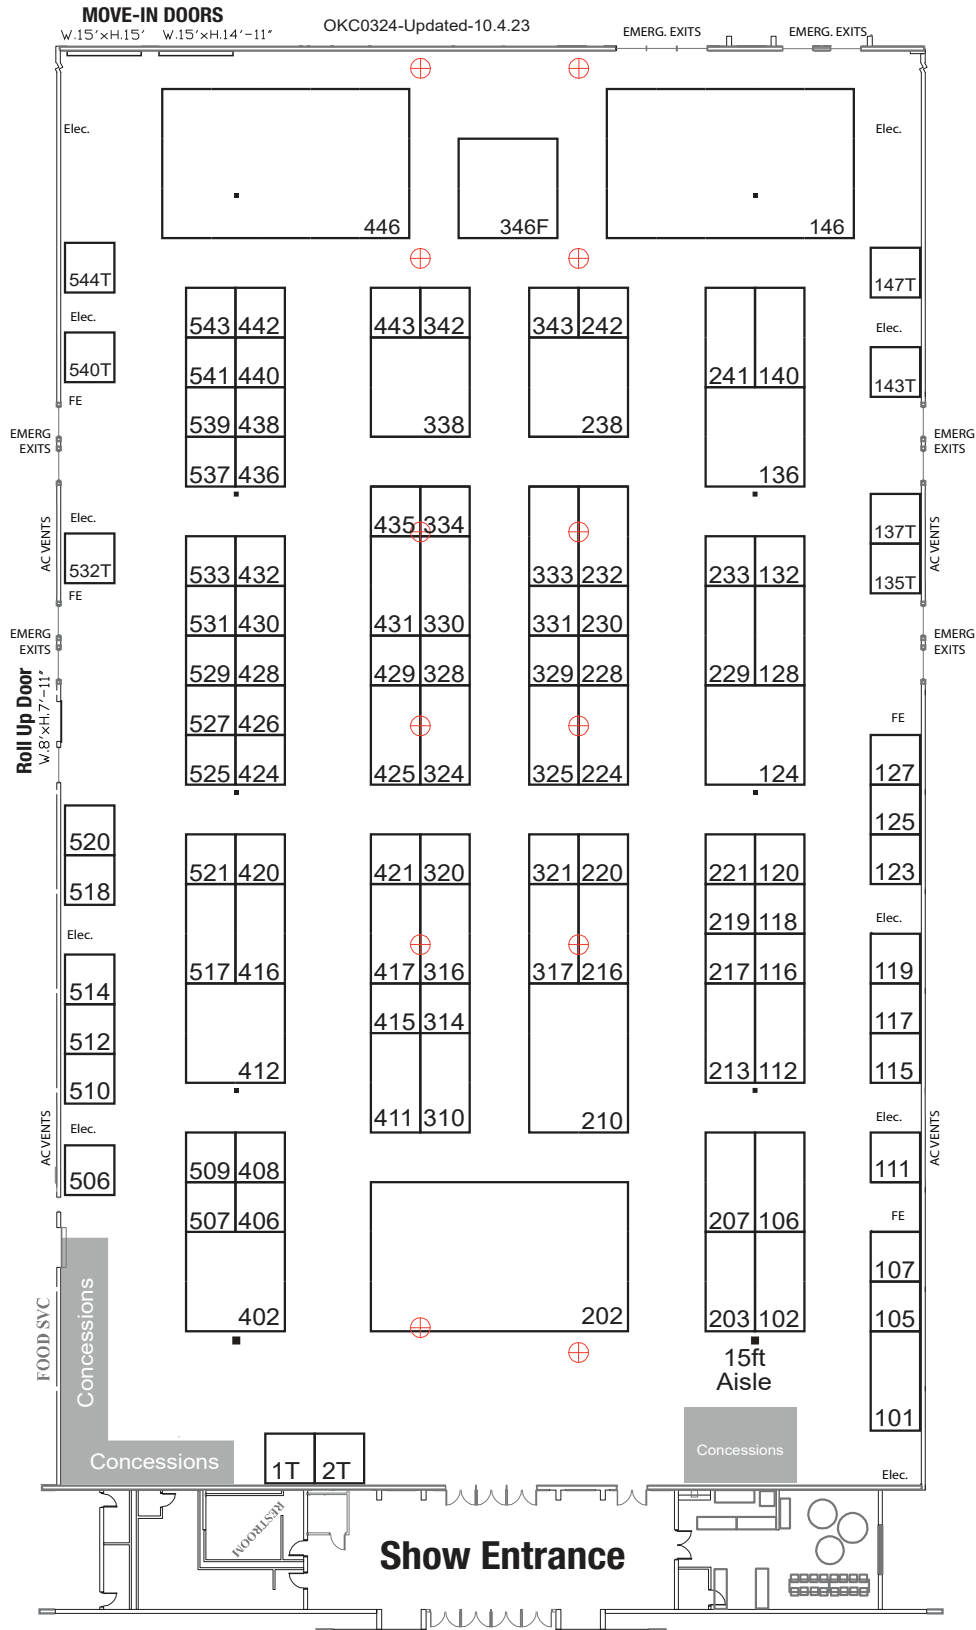 MOVE-IN DOORS
W.15'xH.15' W.15'xH.14'-11"
OKC0324-Updated-10.4.23
EMERG. EXITS EMERG. EXITS
Elec. Elec.
446 346F 146
544T 147T
Elec. 543 442 443 342 343 242 Elec.
540T 541 440 241 140 143T
FE
539 438 338 238
EMERG EXITS
EMERG EXITS
537 436 136
AC VENTS
Elec. 435 334 137T
AC VENTS
532T 533 432 333 232 233 132 135T
FE
531 430 431 330 331 230
EMERG EXITS
EMERG EXITS
529 428 429 328 329 228 229 128
Roll Up Door
W.8'xH.7'-11"
527 426 FE
525 424 425 324 325 224 124 127
125
520 521 420 421 320 321 220 221 120 123
518
219 118 Elec.
Elec.
517 416 417 316 317 216 217 116 119
514
415 314 117
512
412 213 112 115
510
411 310 210
AC VENTS
Elec. Elec.
AC VENTS
506 509 408 111
507 406 207 106 FE
107
105
402 202 203 102
FOOD SVC
Concessions
15ft
Aisle
101
Concessions
Concessions
1T 2T
Elec.
RESTROOM
Show Entrance